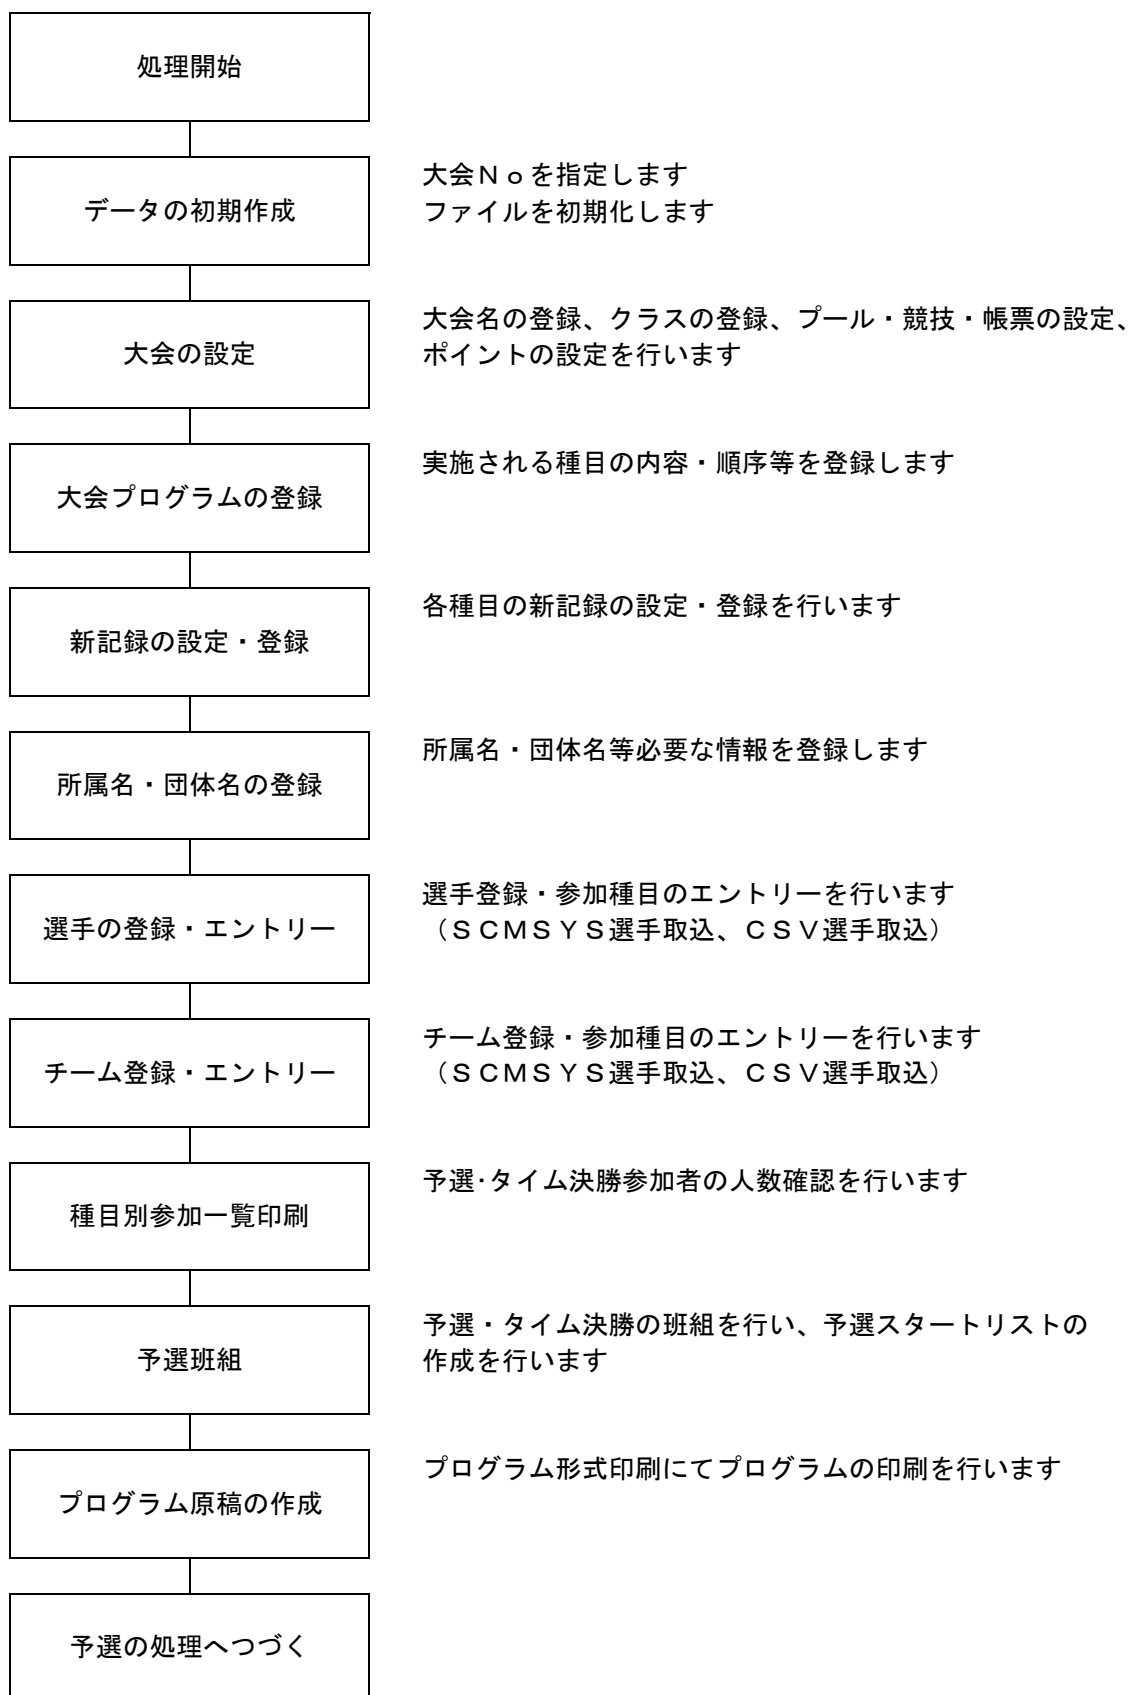 処理開始
データの初期作成
大会Ｎｏを指定します
ファイルを初期化します
大会の設定
大会名の登録、クラスの登録、プール・競技・帳票の設定、
ポイントの設定を行います
大会プログラムの登録
実施される種目の内容・順序等を登録します
新記録の設定・登録
各種目の新記録の設定・登録を行います
所属名・団体名の登録
所属名・団体名等必要な情報を登録します
選手の登録・エントリー
選手登録・参加種目のエントリーを行います
（ＳＣＭＳＹＳ選手取込、ＣＳＶ選手取込）
チーム登録・エントリー
チーム登録・参加種目のエントリーを行います
（ＳＣＭＳＹＳ選手取込、ＣＳＶ選手取込）
種目別参加一覧印刷
予選･タイム決勝参加者の人数確認を行います
予選班組
予選・タイム決勝の班組を行い、予選スタートリストの
作成を行います
プログラム原稿の作成
プログラム形式印刷にてプログラムの印刷を行います
予選の処理へつづく